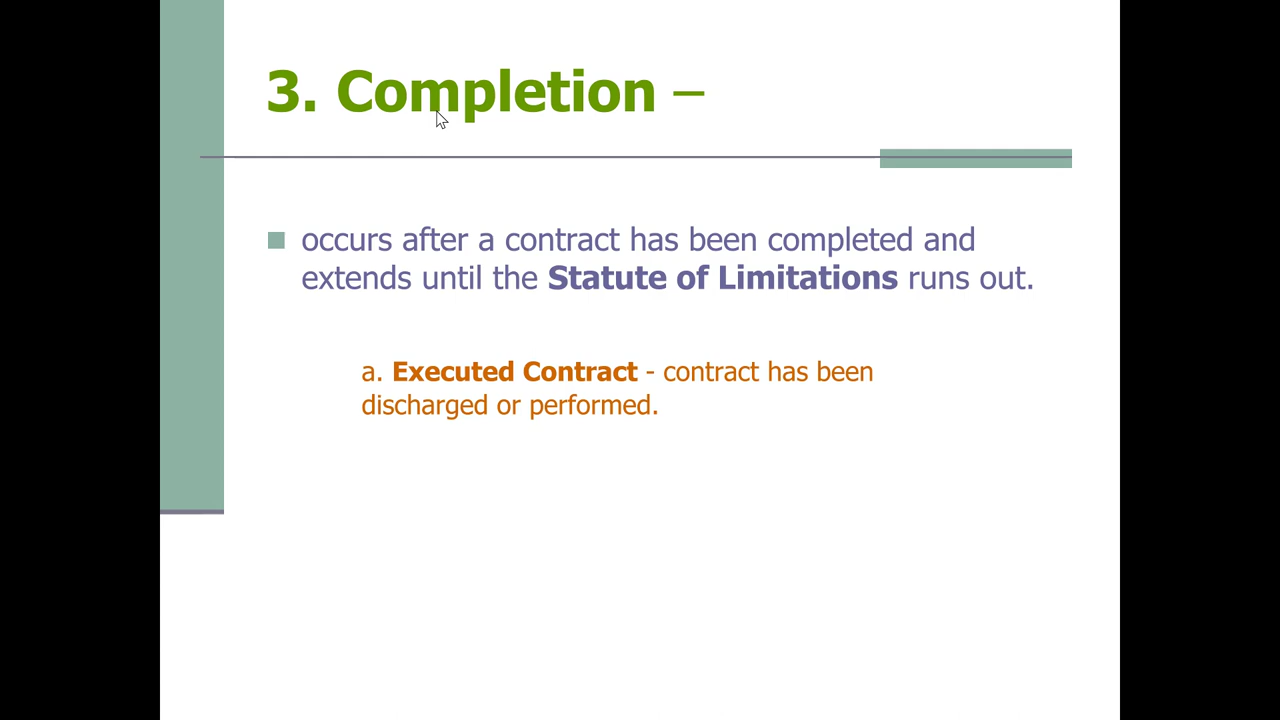 3. Completion –
occurs after a contract has been completed and
extends until the Statute of Limitations runs out.
a. Executed Contract - contract has been
discharged or performed.